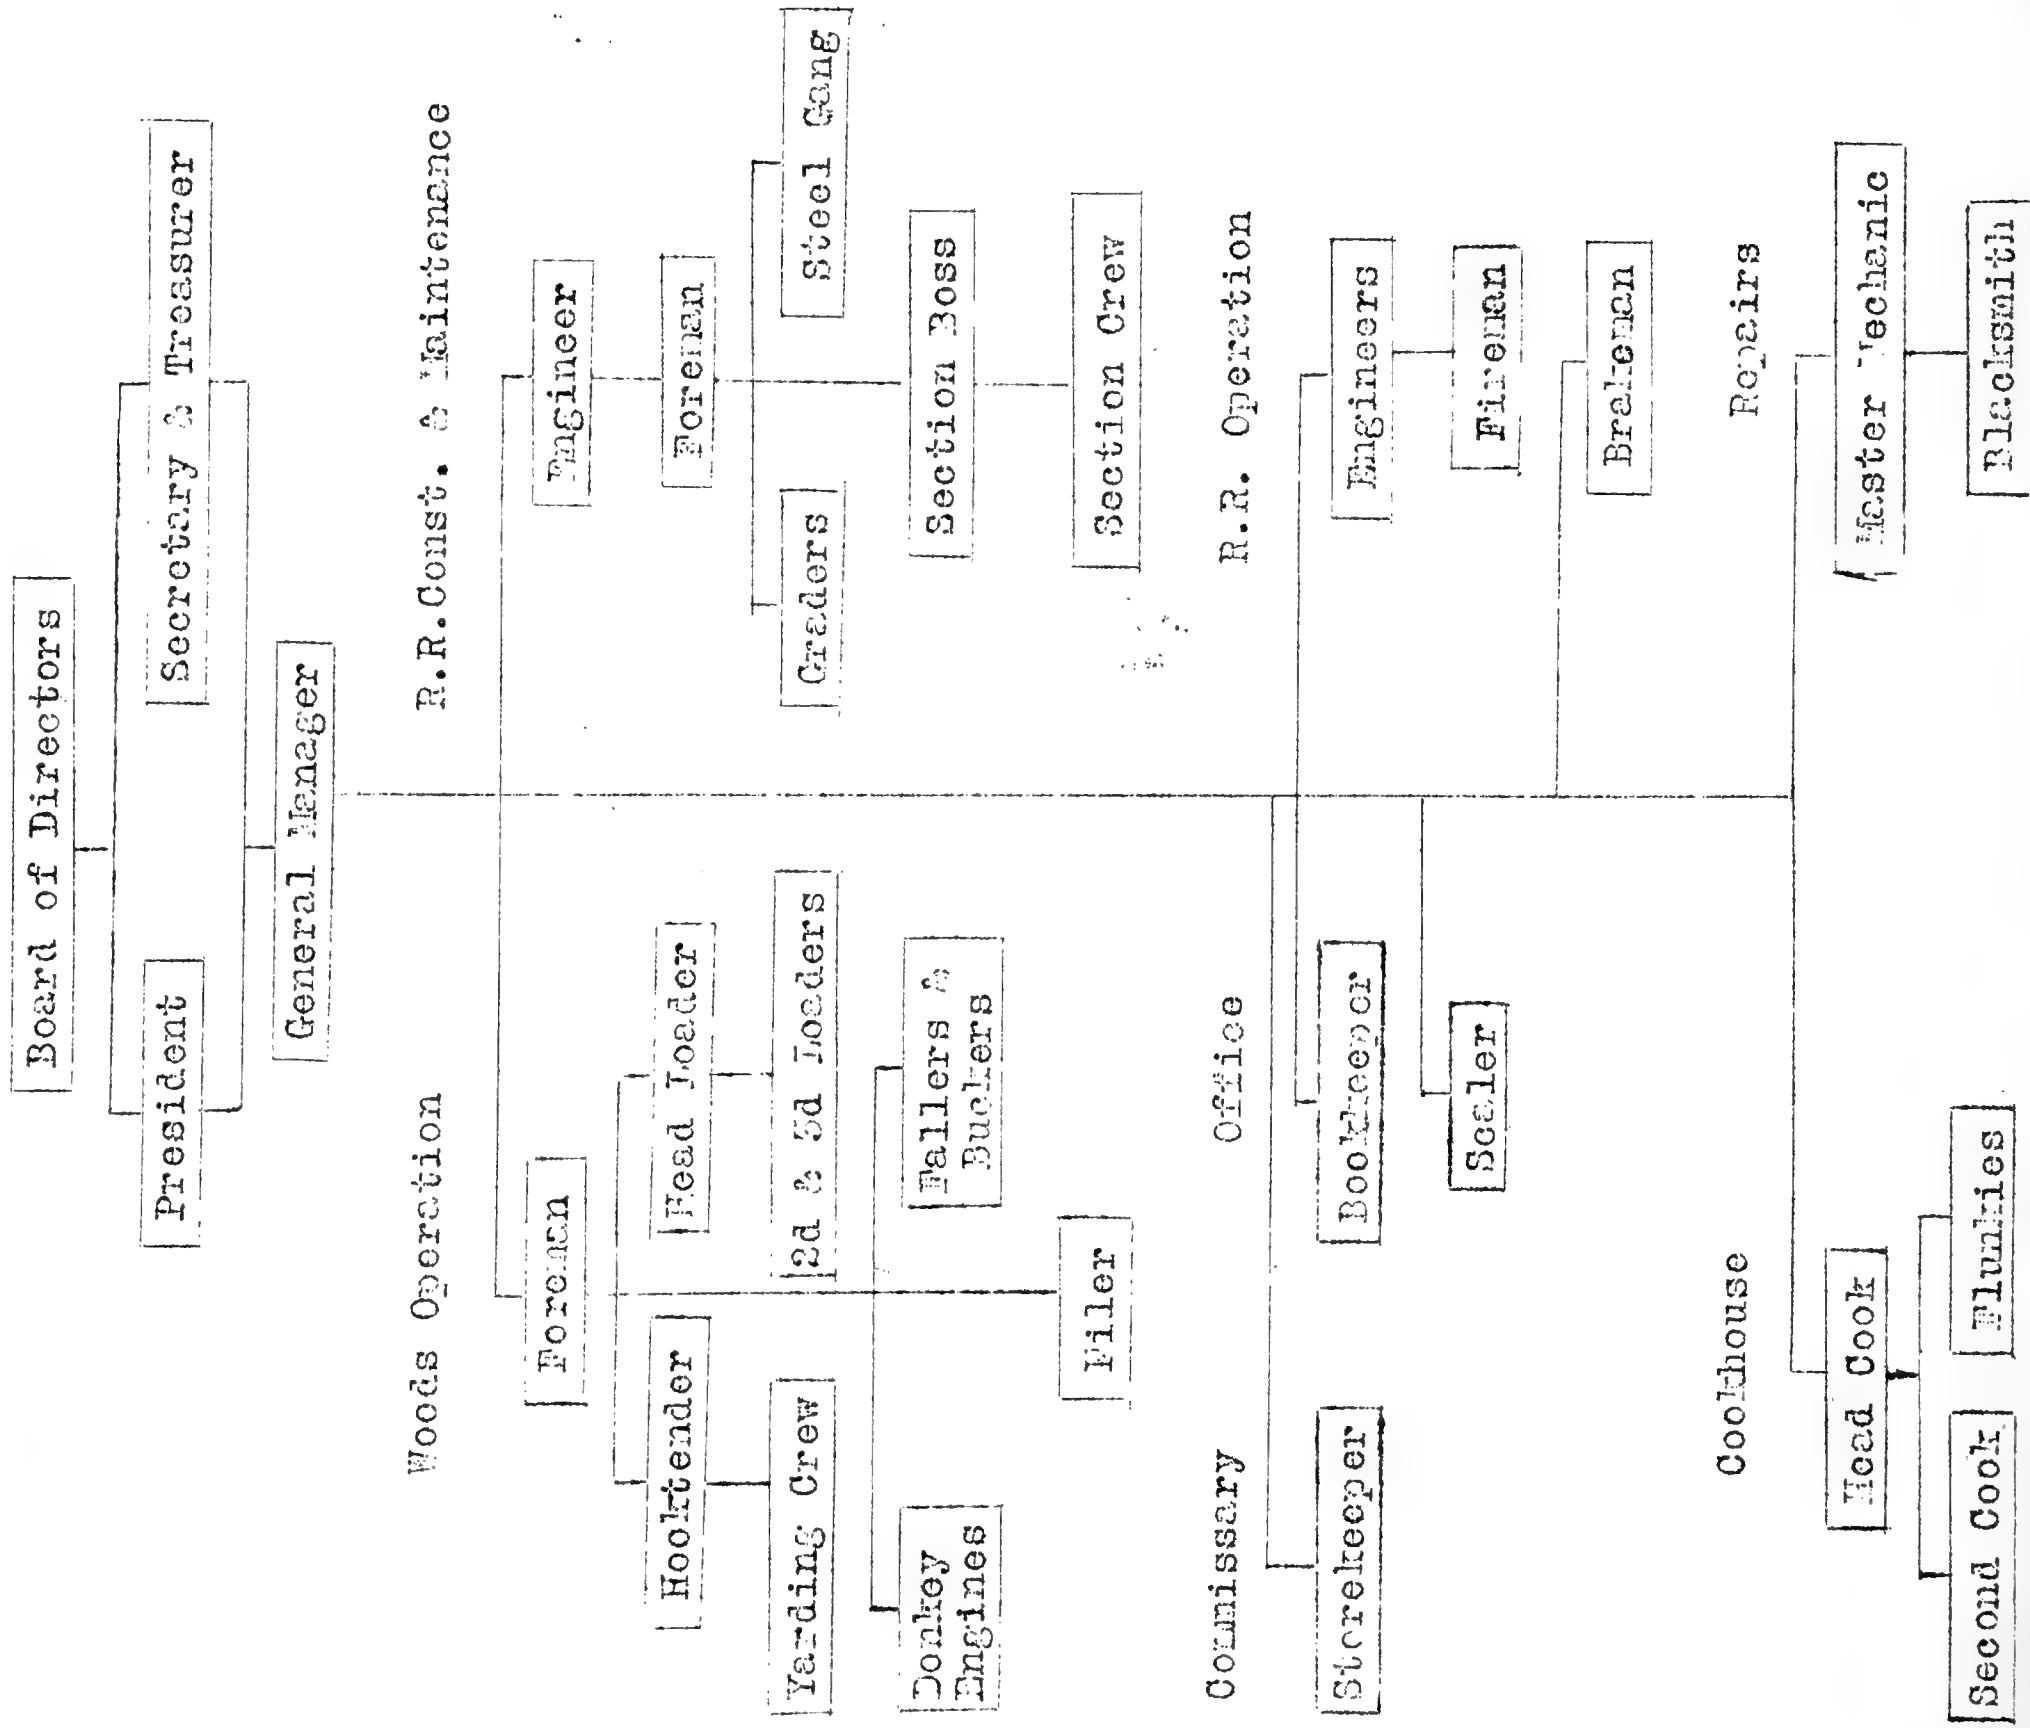 Board of Directors
President
Secretary & Treasurer
General Manager
Woods Operation
R.R.Const. & Maintenance
Foreman
Engineer
Hooktender
Head Loader
Foreman
Yarding Crew
2d & 3d Loaders
Graders
Steel Gang
Donkey
Engines
Fallers &
Buckers
Section Boss
Filer
Section Crew
Commissary
Office
R.R. Operation
Storekeeper
Bookkeeper
Engineers
Scaler
Fireman
Brakeman
Cookhouse
Repairs
Head Cook
Master Mechanic
Second Cook
Flunkies
Blacksmith